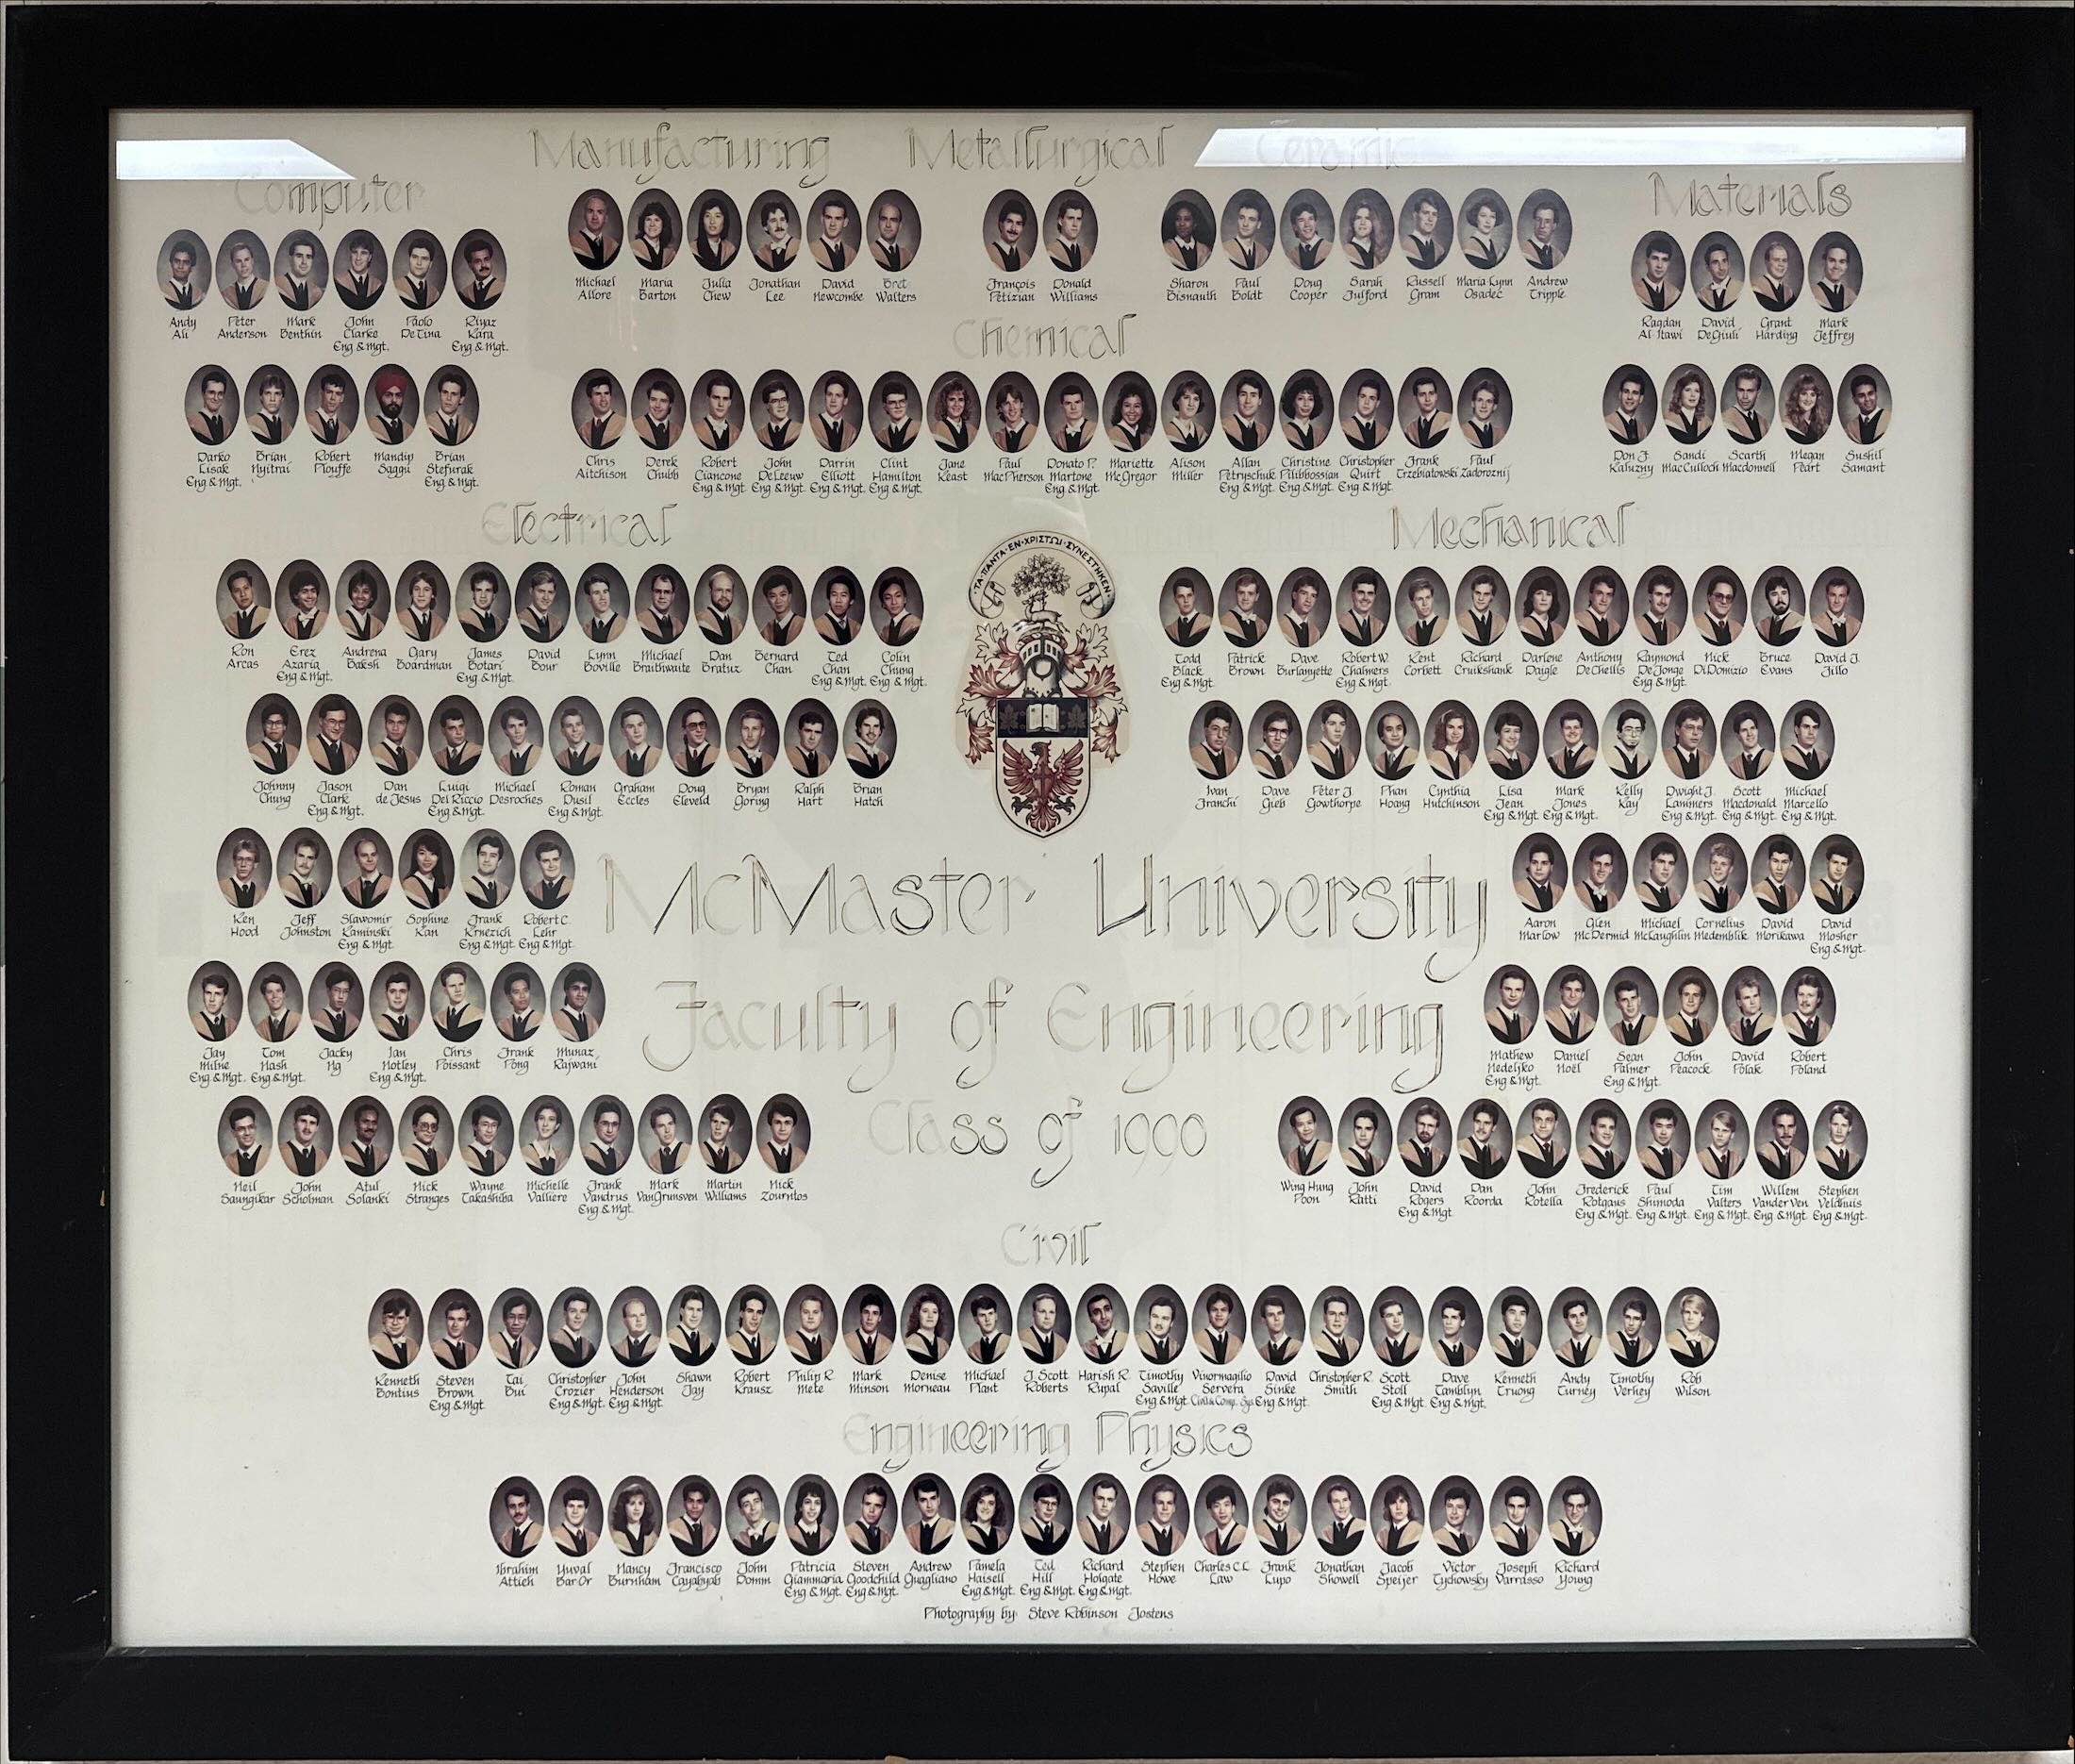 Manufacturing Metallurgical Ceramic
Computer Materials
Michael Allore
Maria Barton
Julia Chew
Jonathan Lee
David Newcombe
Bret Walters
François Petizuan
Donald Williams
Sharon Bismauth
Paul Boldt
Doug Cooper
Sarah Fulford
Russell Gram
Maria Lynn Osadec
Andrew Tripple
Andy Ali
Peter Anderson
Mark Benthin
John Clarke Eng & Mgt.
Paolo DeTina
Riyaz Kara Eng & Mgt.
Ragdan Al Itawi
David DeGiuli
Grant Harding
Mark Jeffrey
Chemical
Darko Lisak Eng & Mgt.
Brian Nyitrai
Robert Plouffe
Mandip Saggu
Brian Stefurak Eng & Mgt.
Chris Aitchison
Derek Chubb
Robert Ciancone Eng & Mgt.
John DeLeeuw Eng & Mgt.
Darrin Elliott Eng & Mgt.
Clint Hamilton Eng & Mgt.
Jane Keast
Paul MacPherson
Donato P. Martone Eng & Mgt.
Mariette McGregor
Alison Miller
Allan Petryschuk Eng & Mgt.
Christine Pilibbossian Eng & Mgt.
Christopher Quirt Eng & Mgt.
Frank Trzebiatowski
Paul Zadoroznij
Don J. Kaluzny
Sandi MacCulloch
Scarth Macdonnell
Megan Peart
Sushil Samant
Electrical Mechanical
ΤΑ·ΠΑΝΤΑ·ΕΝ·ΧΡΙΣΤΩΙ·ΣΥΝΕΣΤΗΚΕΝ
Ron Arcas
Erez Azaria Eng & Mgt.
Andrena Baksh
Gary Boardman
James Botari Eng & Mgt.
David Bour
Lynn Boville
Michael Braithwaite
Dan Bratuz
Bernard Chan
Ted Chan Eng & Mgt.
Colin Chung Eng & Mgt.
Todd Black Eng & Mgt.
Patrick Brown
Dave Burlanyette
Robert W. Chalmers Eng & Mgt.
Kent Corbett
Richard Cruikshank
Darlene Daigle
Anthony DeChellis
Raymond DeJonge Eng & Mgt.
Nick DiDomizio
Bruce Evans
David J. Fillo
Johnny Chung
Jason Clark Eng & Mgt.
Dan de Jesus
Luigi Del Riccio Eng & Mgt.
Michael Desroches
Roman Dusil Eng & Mgt.
Graham Eccles
Doug Eleveld
Bryan Goring
Ralph Hart
Brian Hatch
Ivan Franchi
Dave Gieb
Peter J. Gowthorpe
Phan Hoang
Cynthia Hutchinson
Lisa Jean Eng & Mgt.
Mark Jones Eng & Mgt.
Kelly Kay
Dwight J. Lammers Eng & Mgt.
Scott Macdonald Eng & Mgt.
Michael Marcello Eng & Mgt.
Ken Hood
Jeff Johnston
Slawomir Kaminski Eng & Mgt.
Sophine Kan
Frank Krnezich Eng & Mgt.
Robert C. Lehr Eng & Mgt.
McMaster University
Aaron Marlow
Glen McDermid
Michael McLaughlin
Cornelius Medemblik
David Morikawa
David Mosher Eng & Mgt.
Faculty of Engineering
Jay Milne Eng & Mgt.
Tom Nash Eng & Mgt.
Jacky Ng
Ian Notley Eng & Mgt.
Chris Poissant
Frank Pong
Munaz Rajwani
Mathew Nedeljko Eng & Mgt.
Daniel Noël
Sean Palmer Eng & Mgt.
John Peacock
David Polak
Robert Poland
Class of 1990
Neil Saungikar
John Scholman
Atul Solanki
Nick Stranges
Wayne Takashiba
Michelle Valliere
Frank Vandrus Eng & Mgt.
Mark VanGrunsven
Martin Williams
Nick Zourntos
Wing Hung Poon
John Ratti
David Rogers Eng & Mgt.
Dan Roorda
John Rotella
Frederick Rotgaus Eng & Mgt.
Paul Shimoda Eng & Mgt.
Tim Valters Eng & Mgt.
Willem VanderVen Eng & Mgt.
Stephen Veldhuis Eng & Mgt.
Civil
Kenneth Bontius
Steven Brown Eng & Mgt.
Tai Bui
Christopher Crozier Eng & Mgt.
John Henderson Eng & Mgt.
Shawn Jay
Robert Krausz
Philip R. Mete
Mark Minson
Denise Morneau
Michael Plant
J. Scott Roberts
Harish R. Rupal
Timothy Saville Eng & Mgt.
Vinormaglio Servera Civil & Comp. Sys
David Sinke Eng & Mgt.
Christopher R. Smith
Scott Stoll Eng & Mgt.
Dave Tamblyn Eng & Mgt.
Kenneth Truong
Andy Turney
Timothy Verhey
Rob Wilson
Engineering Physics
Ibrahim Attieh
Yuval Bar Or
Nancy Burnham
Francisco Cayabyab
John Domm
Patricia Giammaria Eng & Mgt.
Steven Goodchild Eng & Mgt.
Andrew Guagliano
Pamela Haisell Eng & Mgt.
Ted Hill Eng & Mgt.
Richard Holgate Eng & Mgt.
Stephen Howe
Charles C.L. Law
Frank Lupo
Jonathan Showell
Jacob Speijer
Victor Tychowsky
Joseph Varrasso
Richard Young
Photography by: Steve Robinson Jostens